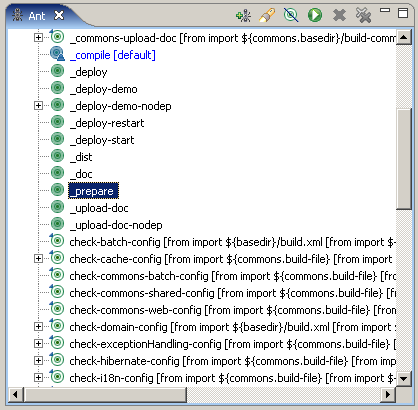 Ant
_commons-upload-doc [from import ${commons.basedir}/build-comm
_compile [default]
_deploy
_deploy-demo
_deploy-demo-nodep
_deploy-restart
_deploy-start
_dist
_doc
_prepare
_upload-doc
_upload-doc-nodep
check-batch-config [from import ${basedir}/build.xml [from import
check-cache-config [from import ${commons.build-file} [from import
check-commons-batch-config [from import ${commons.build-file}
check-commons-shared-config [from import ${commons.build-file}
check-commons-web-config [from import ${commons.build-file} [f
check-domain-config [from import ${basedir}/build.xml [from import
check-exceptionHandling-config [from import ${commons.build-file
check-hibernate-config [from import ${commons.build-file} [from
check-i18n-config [from import ${commons.build-file} [from import